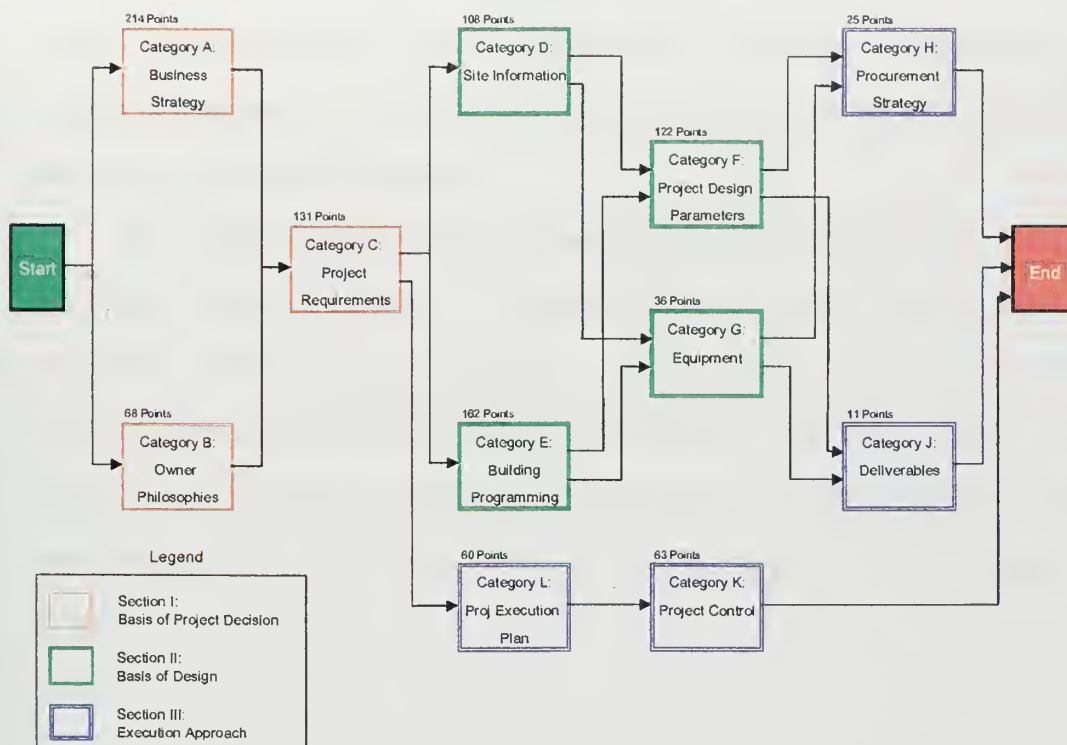 214 Points
Category A:
Business
Strategy
108 Points
Category D:
Site Information
25 Points
Category H:
Procurement
Strategy
122 Points
Category F:
Project Design
Parameters
131 Points
Category C:
Project
Requirements
Start
End
36 Points
Category G:
Equipment
68 Points
Category B:
Owner
Philosophies
162 Points
Category E:
Building
Programming
11 Points
Category J:
Deliverables
60 Points
Category L:
Proj Execution
Plan
63 Points
Category K:
Project Control
Legend
Section I:
Basis of Project Decision
Section II:
Basis of Design
Section III:
Execution Approach